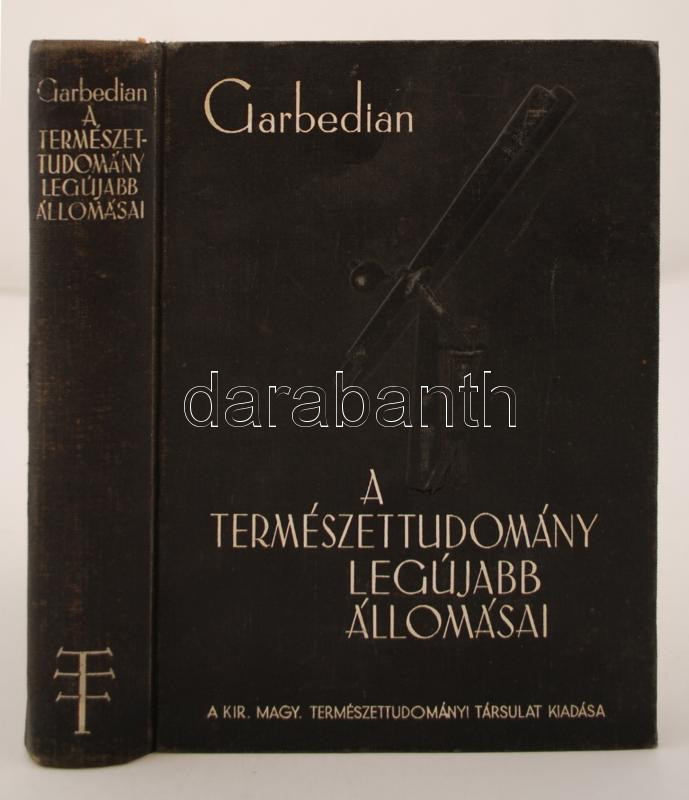 Garbedian
A
TERMÉSZET-
TUDOMÁNY
LEGÚJABB
ÁLLOMÁSAI
Garbedian
darabanth
A
TERMÉSZETTUDOMÁNY
LEGÚJABB
ÁLLOMÁSAI
A KIR. MAGY. TERMÉSZETTUDOMÁNYI TÁRSULAT KIADÁSA